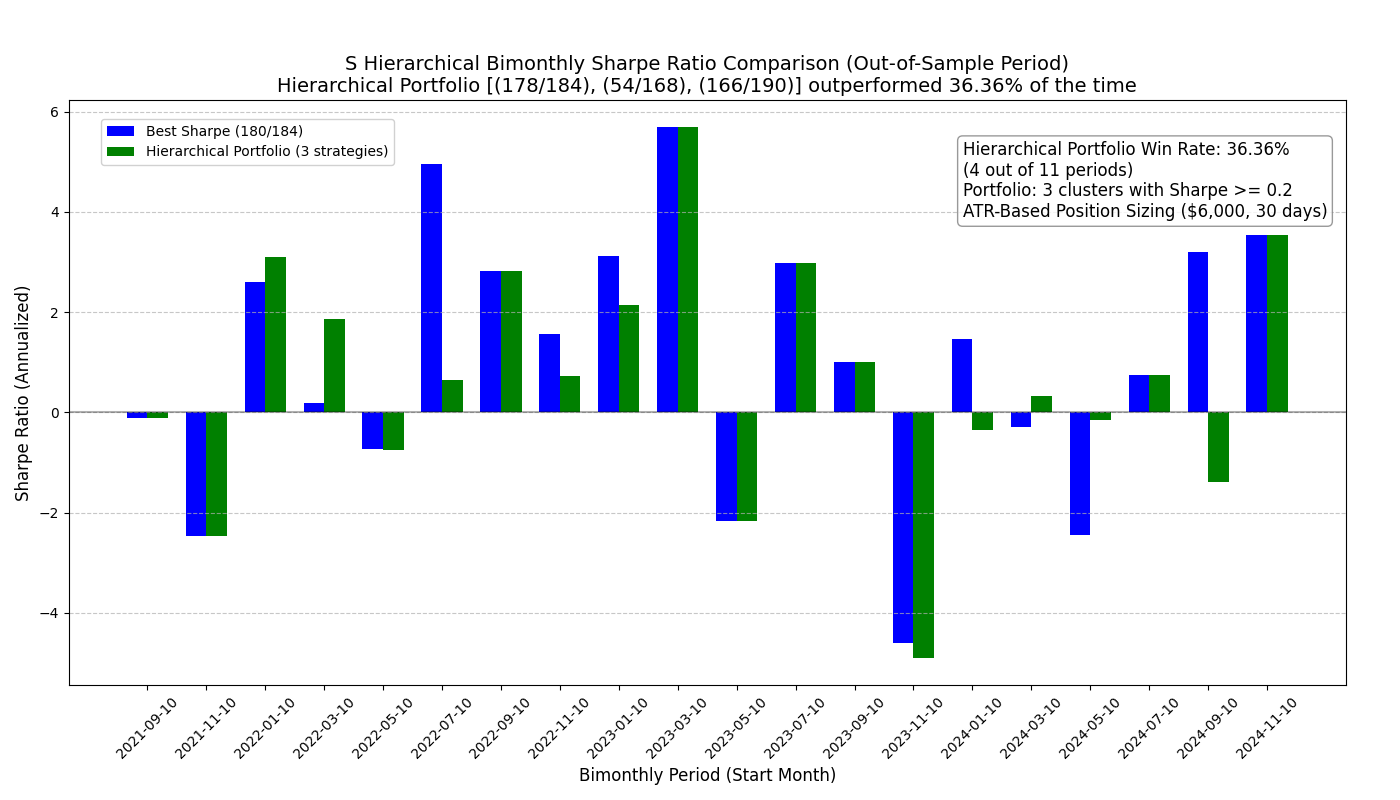 S Hierarchical Bimonthly Sharpe Ratio Comparison (Out-of-Sample Period)
Hierarchical Portfolio [(178/184), (54/168), (166/190)] outperformed 36.36% of the time
Best Sharpe (180/184)
Hierarchical Portfolio (3 strategies)
Hierarchical Portfolio Win Rate: 36.36%
(4 out of 11 periods)
Portfolio: 3 clusters with Sharpe >= 0.2
ATR-Based Position Sizing ($6,000, 30 days)
Sharpe Ratio (Annualized)
6
4
2
0
−2
−4
2021-09-10
2021-11-10
2022-01-10
2022-03-10
2022-05-10
2022-07-10
2022-09-10
2022-11-10
2023-01-10
2023-03-10
2023-05-10
2023-07-10
2023-09-10
2023-11-10
2024-01-10
2024-03-10
2024-05-10
2024-07-10
2024-09-10
2024-11-10
Bimonthly Period (Start Month)